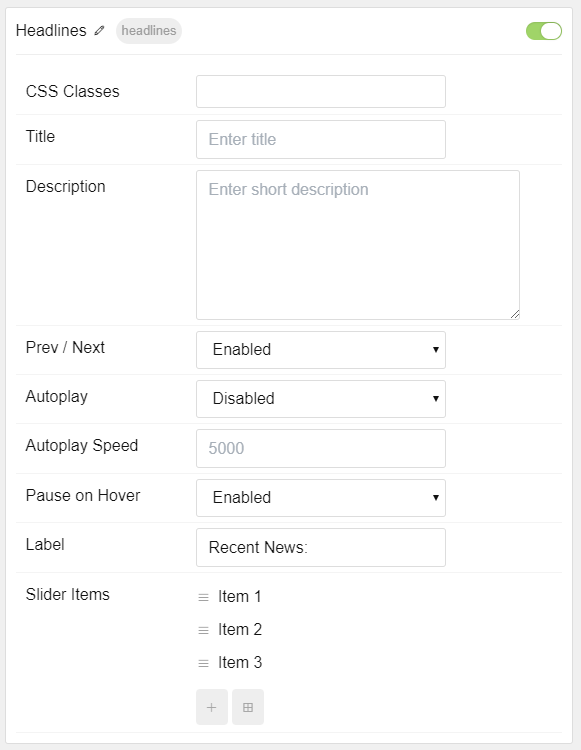 Headlines headlines
CSS Classes
Title Enter title
Description Enter short description
Prev / Next Enabled
Autoplay Disabled
Autoplay Speed 5000
Pause on Hover Enabled
Label Recent News:
Slider Items Item 1
Item 2
Item 3